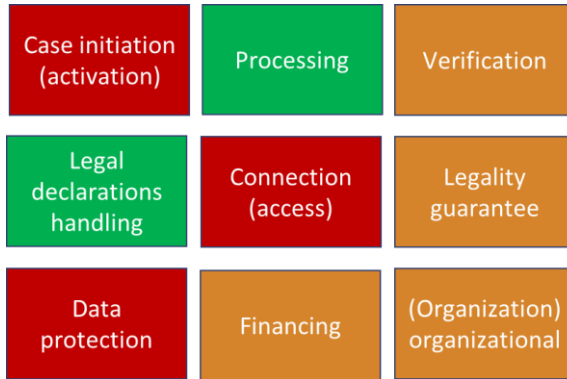 Case initiation
(activation)
Processing
Verification
Legal
declarations
handling
Connection
(access)
Legality
guarantee
Data
protection
Financing
(Organization)
organizational